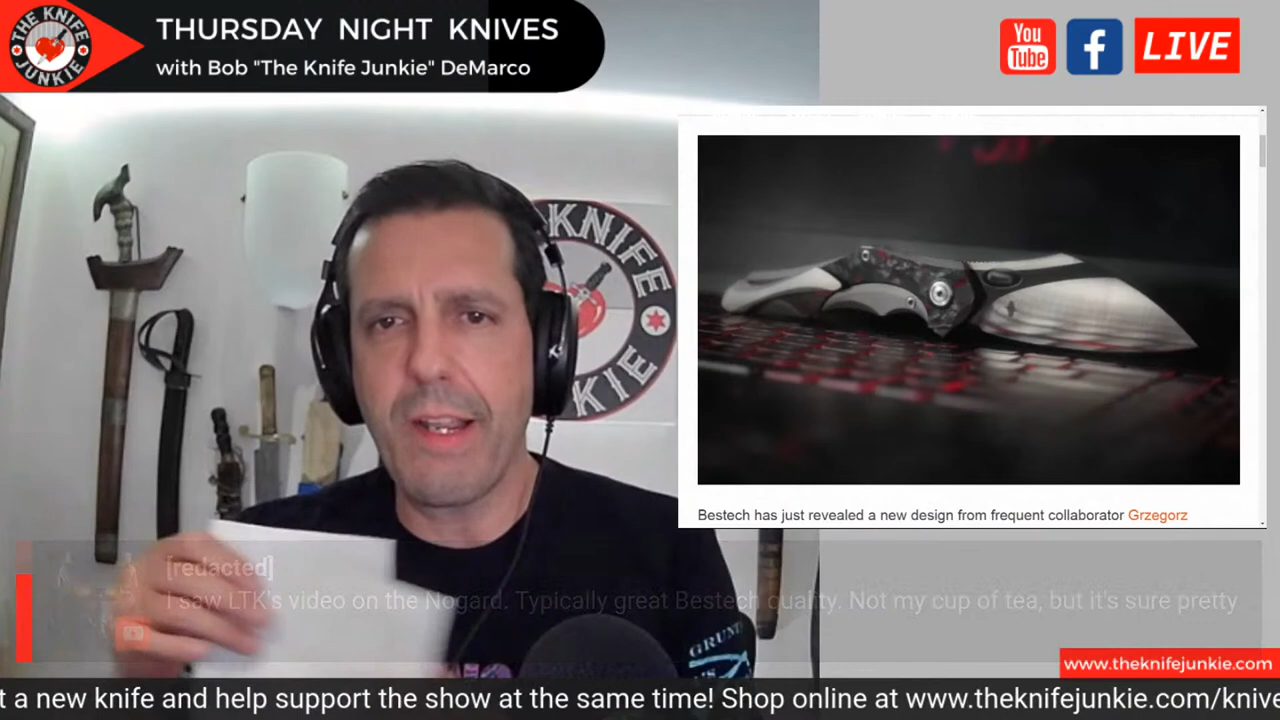 THE KNIFE JUNKIE
THURSDAY NIGHT KNIVES
with Bob "The Knife Junkie" DeMarco
You Tube
f
LIVE
KNIFE
KIE
Bestech has just revealed a new design from frequent collaborator Grzegorz
[redacted]
I saw LTK's video on the Nogard. Typically great Bestech quality. Not my cup of tea, but it's sure pretty
GRUN
www.theknifejunkie.com
t a new knife and help support the show at the same time! Shop online at www.theknifejunkie.com/knive